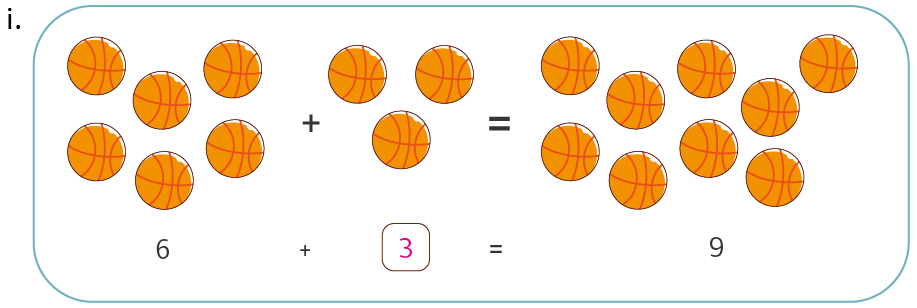 i.
+ =
6 + 3 = 9